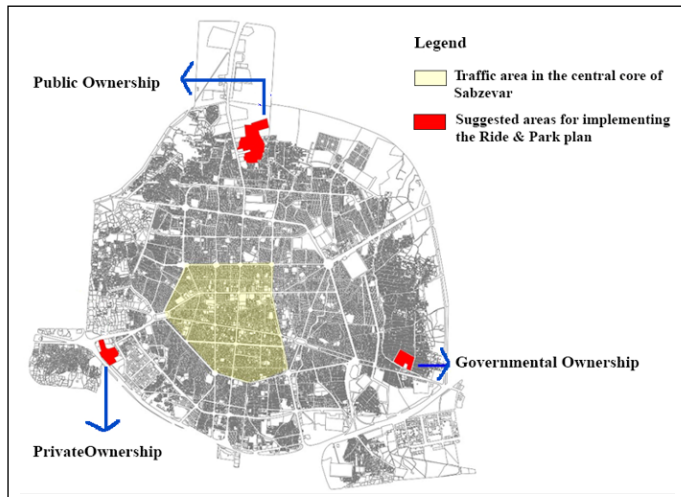 Legend
Public Ownership
Traffic area in the central core of
Sabzevar
Suggested areas for implementing
the Ride & Park plan
Governmental Ownership
PrivateOwnership